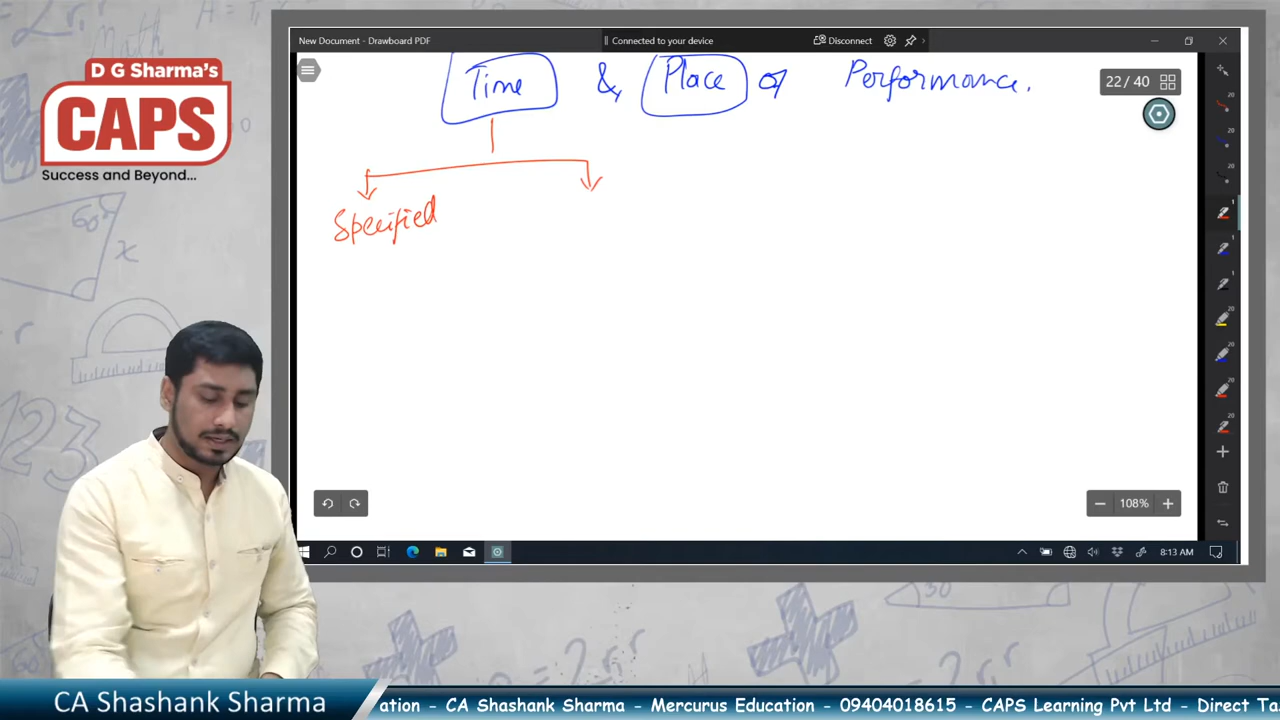 D G Sharma's
CAPS
Success and Beyond...
New Document - Drawboard PDF
Connected to your device
Disconnect
Time & Place of Performance.
22 / 40
Specified
108%
8:13 AM
CA Shashank Sharma
ation - CA Shashank Sharma - Mercurus Education - 09404018615 - CAPS Learning Pvt Ltd - Direct Ta